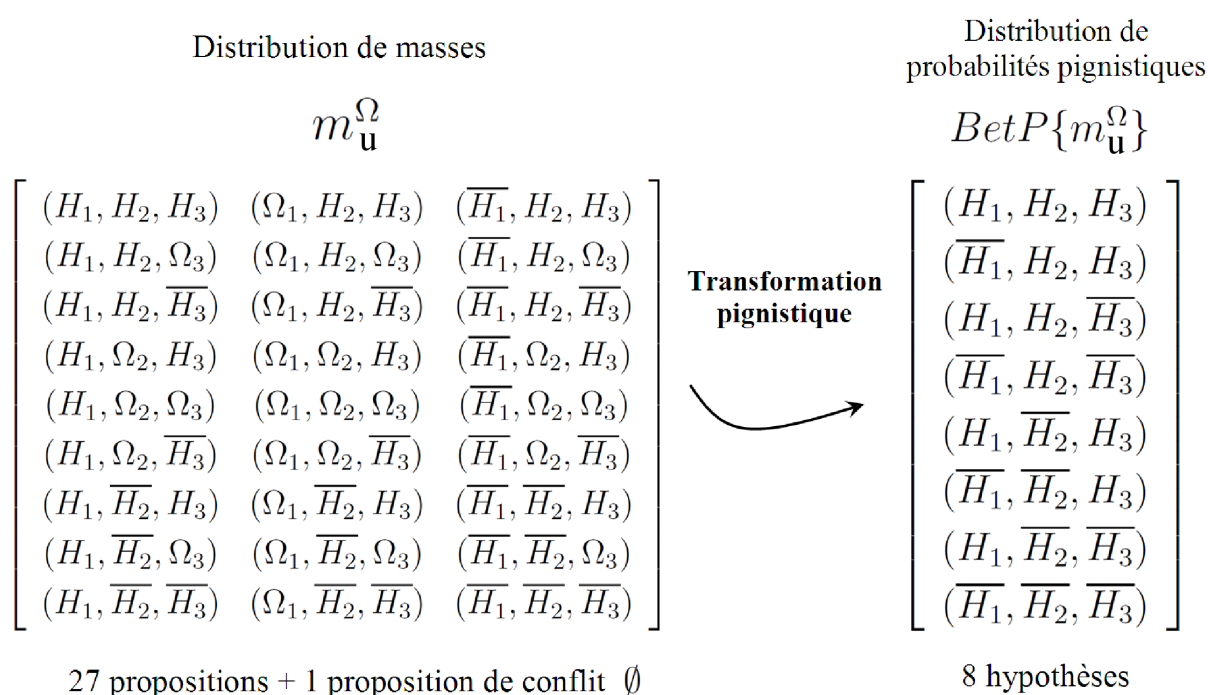 Distribution de masses
m_u^Ω
(H₁, H₂, H₃) (Ω₁, H₂, H₃) (H̅₁, H₂, H₃)
(H₁, H₂, Ω₃) (Ω₁, H₂, Ω₃) (H̅₁, H₂, Ω₃)
(H₁, H₂, H̅₃) (Ω₁, H₂, H̅₃) (H̅₁, H₂, H̅₃)
(H₁, Ω₂, H₃) (Ω₁, Ω₂, H₃) (H̅₁, Ω₂, H₃)
(H₁, Ω₂, Ω₃) (Ω₁, Ω₂, Ω₃) (H̅₁, Ω₂, Ω₃)
(H₁, Ω₂, H̅₃) (Ω₁, Ω₂, H̅₃) (H̅₁, Ω₂, H̅₃)
(H₁, H̅₂, H₃) (Ω₁, H̅₂, H₃) (H̅₁, H̅₂, H₃)
(H₁, H̅₂, Ω₃) (Ω₁, H̅₂, Ω₃) (H̅₁, H̅₂, Ω₃)
(H₁, H̅₂, H̅₃) (Ω₁, H̅₂, H̅₃) (H̅₁, H̅₂, H̅₃)
27 propositions + 1 proposition de conflit ∅
Transformation
pignistique
Distribution de
probabilités pignistiques
BetP{m_u^Ω}
(H₁, H₂, H₃)
(H̅₁, H₂, H₃)
(H₁, H₂, H̅₃)
(H̅₁, H₂, H̅₃)
(H₁, H̅₂, H₃)
(H̅₁, H̅₂, H₃)
(H₁, H̅₂, H̅₃)
(H̅₁, H̅₂, H̅₃)
8 hypothèses